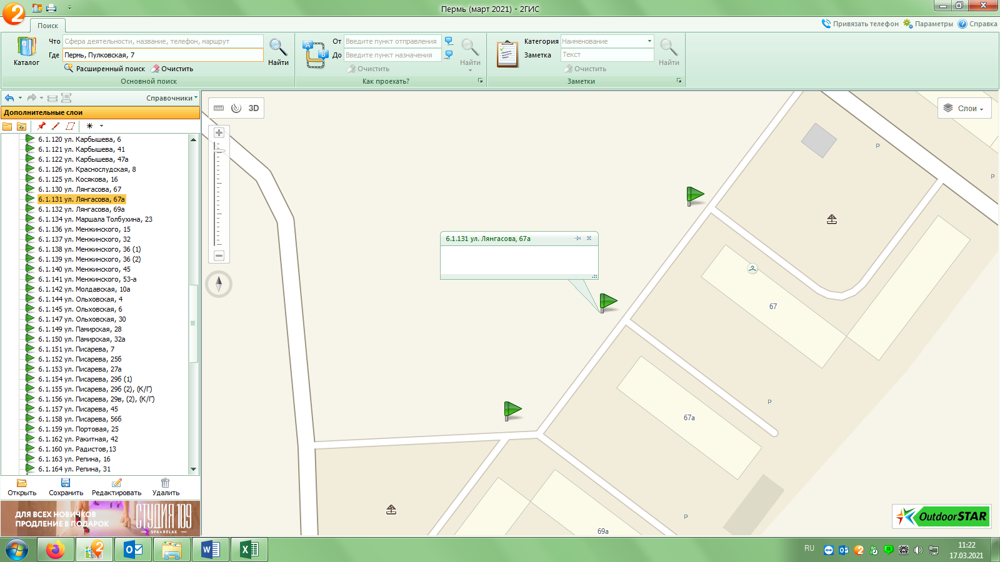 Пермь (март 2021) - 2ГИС
Поиск
Привязать телефон
Параметры
Справка
Каталог
Что
Сфера деятельности, название, телефон, маршрут
Где
Пермь, Пулковская, 7
Расширенный поиск
Очистить
Найти
Основной поиск
От
Введите пункт отправления
До
Введите пункт назначения
Очистить
Найти
Как проехать?
Категория
Наименование
Заметка
Текст
Очистить
Найти
Заметки
Справочники
Дополнительные слои
6.1.120 ул. Карбышева, 6
6.1.121 ул. Карбышева, 41
6.1.122 ул. Карбышева, 47а
6.1.126 ул. Краснослудская, 8
6.1.125 ул. Косякова, 16
6.1.130 ул. Лянгасова, 67
6.1.131 ул. Лянгасова, 67а
6.1.132 ул. Лянгасова, 69а
6.1.134 ул. Маршала Толбухина, 23
6.1.136 ул. Менжинского, 15
6.1.137 ул. Менжинского, 32
6.1.138 ул. Менжинского, 36 (1)
6.1.139 ул. Менжинского, 36 (2)
6.1.140 ул. Менжинского, 45
6.1.141 ул. Менжинского, 53-а
6.1.142 ул. Молдавская, 10а
6.1.144 ул. Ольховская, 4
6.1.145 ул. Ольховская, 6
6.1.147 ул. Ольховская, 30
6.1.149 ул. Памирская, 28
6.1.150 ул. Памирская, 32а
6.1.151 ул. Писарева, 7
6.1.152 ул. Писарева, 25б
6.1.153 ул. Писарева, 27а
6.1.154 ул. Писарева, 29б (1)
6.1.155 ул. Писарева, 29б (2), (К/Г)
6.1.156 ул. Писарева, 29в, (2), (К/Г)
6.1.157 ул. Писарева, 45
6.1.158 ул. Писарева, 56б
6.1.159 ул. Портовая, 25
6.1.162 ул. Ракитная, 42
6.1.160 ул. Радистов,13
6.1.163 ул. Репина, 16
6.1.164 ул. Репина, 31
Открыть
Сохранить
Редактировать
Удалить
ДЛЯ ВСЕХ НОВИЧКОВ
ПРОДЛЕНИЕ В ПОДАРОК
СТУДИЯ 109
SPA & RELAX
3D
Слои
P
P
6.1.131 ул. Лянгасова, 67а
67
P
67а
P
69а
OutdoorSTAR
RU
11:22
17.03.2021